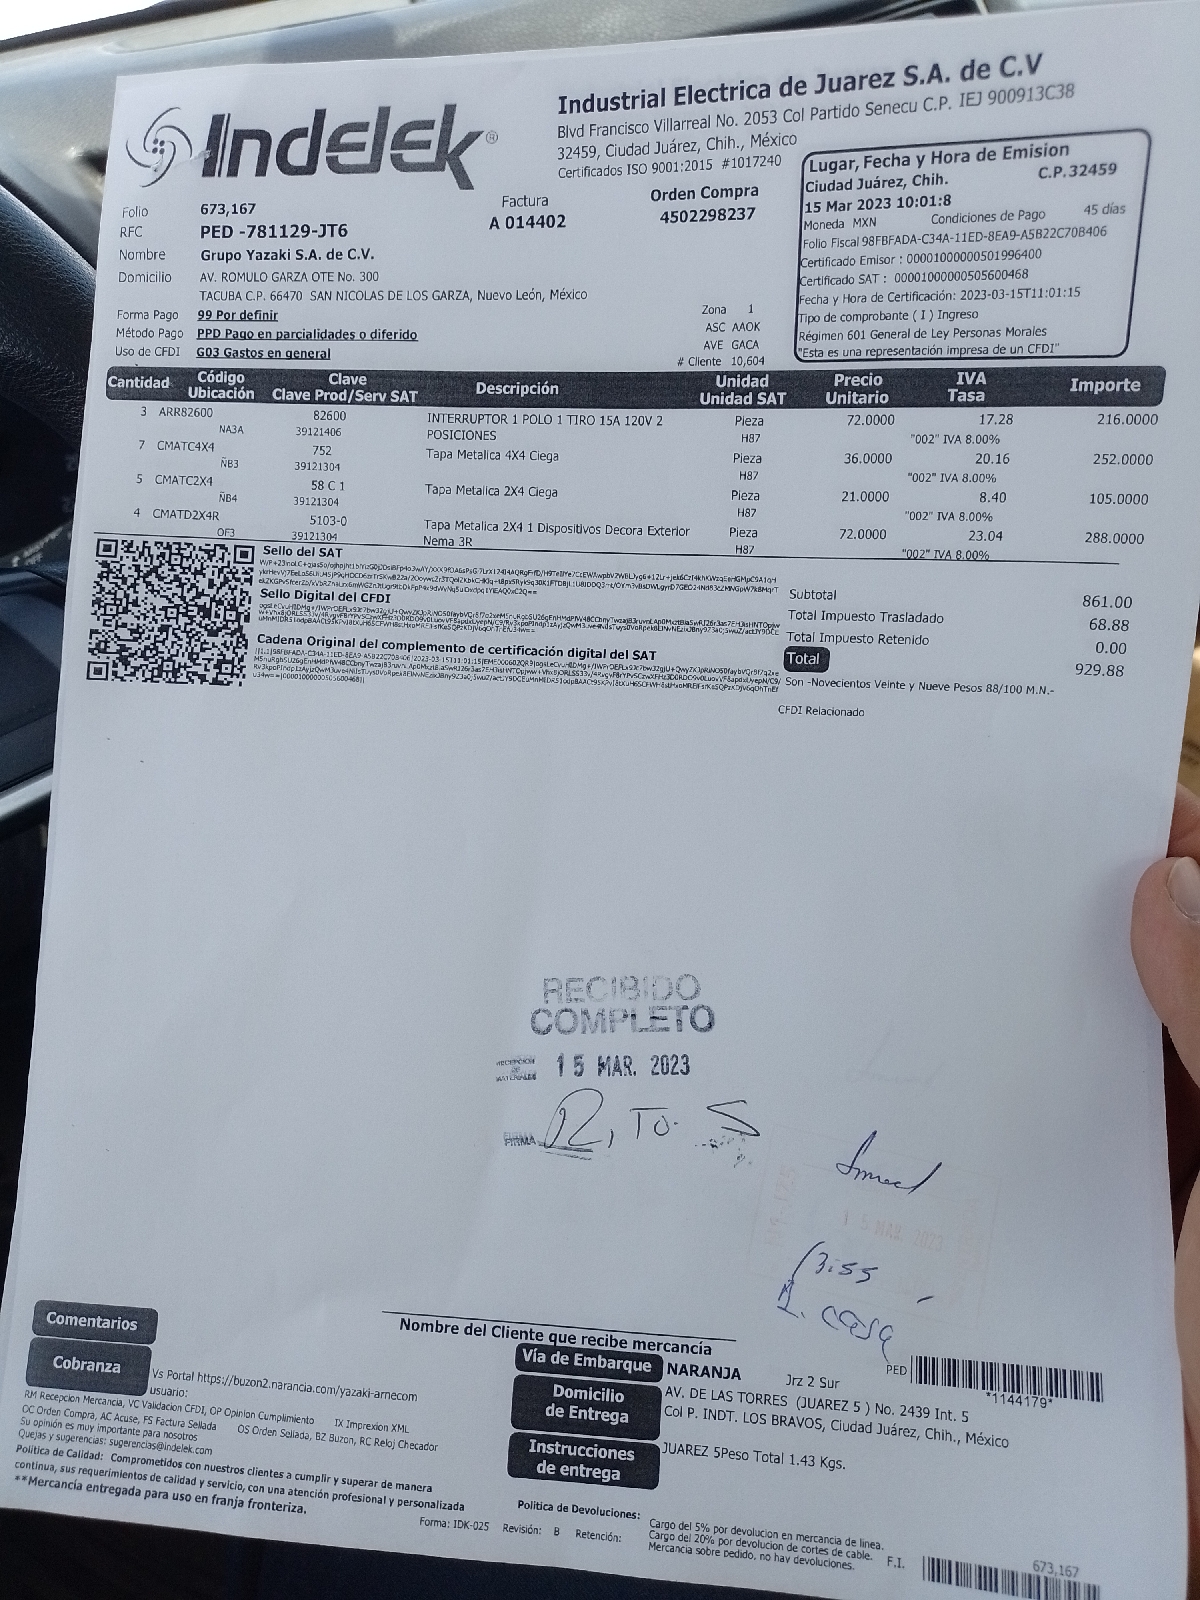 IndElEk®
Industrial Electrica de Juarez S.A. de C.V
Blvd Francisco Villarreal No. 2053 Col Partido Senecu C.P. IEJ 900913C38
32459, Ciudad Juárez, Chih., México
Certificados ISO 9001:2015 #1017240
Folio 673,167
Factura
A 014402
Orden Compra
4502298237
RFC PED -781129-JT6
Nombre Grupo Yazaki S.A. de C.V.
Domicilio AV. ROMULO GARZA OTE No. 300
TACUBA C.P. 66470 SAN NICOLAS DE LOS GARZA, Nuevo León, México
Forma Pago 99 Por definir
Método Pago PPD Pago en parcialidades o diferido
Uso de CFDI G03 Gastos en general
Zona 1
ASC AAOK
AVE GACA
# Cliente 10,604
Lugar, Fecha y Hora de Emision
Ciudad Juárez, Chih. C.P. 32459
15 Mar 2023 10:01:8
Moneda MXN Condiciones de Pago 45 días
Folio Fiscal 98FBFADA-C34A-11ED-8EA9-A5B22C70B406
Certificado Emisor : 00001000000501996400
Certificado SAT : 00001000000505600468
Fecha y Hora de Certificación: 2023-03-15T11:01:15
Tipo de comprobante ( I ) Ingreso
Régimen 601 General de Ley Personas Morales
"Esta es una representación impresa de un CFDI"
Cantidad Código Clave Descripción Unidad Precio IVA Importe
Ubicación Clave Prod/Serv SAT Unidad SAT Unitario Tasa
3 ARR82600 82600 INTERRUPTOR 1 POLO 1 TIRO 15A 120V 2 Pieza 72.0000 17.28 216.0000
NA3A 39121406 POSICIONES H87 "002" IVA 8.00%
7 CMATC4X4 752 Tapa Metalica 4X4 Ciega Pieza 36.0000 20.16 252.0000
ÑB3 39121304 H87 "002" IVA 8.00%
5 CMATC2X4 58 C 1 Tapa Metalica 2X4 Ciega Pieza 21.0000 8.40 105.0000
ÑB4 39121304 H87 "002" IVA 8.00%
4 CMATD2X4R 5103-0 Tapa Metalica 2X4 1 Dispositivos Decora Exterior Pieza 72.0000 23.04 288.0000
OF3 39121304 Nema 3R H87 "002" IVA 8.00%
Sello del SAT
Sello Digital del CFDI
Cadena Original del complemento de certificación digital del SAT
Subtotal 861.00
Total Impuesto Trasladado 68.88
Total Impuesto Retenido 0.00
Total 929.88
Son -Novecientos Veinte y Nueve Pesos 88/100 M.N.-
CFDI Relacionado
RECIBIDO
COMPLETO
RECEPCION
DE
MATERIALES
15 MAR. 2023
FIRMA
15 MAR. 2023
Nombre del Cliente que recibe mercancía
Comentarios
Cobranza
Vs Portal https://buzon2.narancia.com/yazaki-arnecom
usuario:
RM Recepcion Mercancia, VC Validacion CFDI, OP Opinion Cumplimiento IX Imprexion XML
OC Orden Compra, AC Acuse, FS Factura Sellada OS Orden Sellada, BZ Buzon, RC Reloj Checador
Su opinión es muy importante para nosotros
Quejas y sugerencias: sugerencias@indelek.com
Politica de Calidad: Comprometidos con nuestros clientes a cumplir y superar de manera
continua, sus requerimientos de calidad y servicio, con una atención profesional y personalizada
**Mercancía entregada para uso en franja fronteriza.
Vía de Embarque NARANJA Jrz 2 Sur
PED *1144179*
Domicilio
de Entrega
AV. DE LAS TORRES (JUAREZ 5 ) No. 2439 Int. 5
Col P. INDT. LOS BRAVOS, Ciudad Juárez, Chih., México
Instrucciones
de entrega
JUAREZ 5Peso Total 1.43 Kgs.
Forma: IDK-025 Revisión: B Retención:
Politica de Devoluciones:
Cargo del 5% por devolucion en mercancia de linea.
Cargo del 20% por devolucion de cortes de cable.
Mercancia sobre pedido, no hay devoluciones.
F.I. 673,167